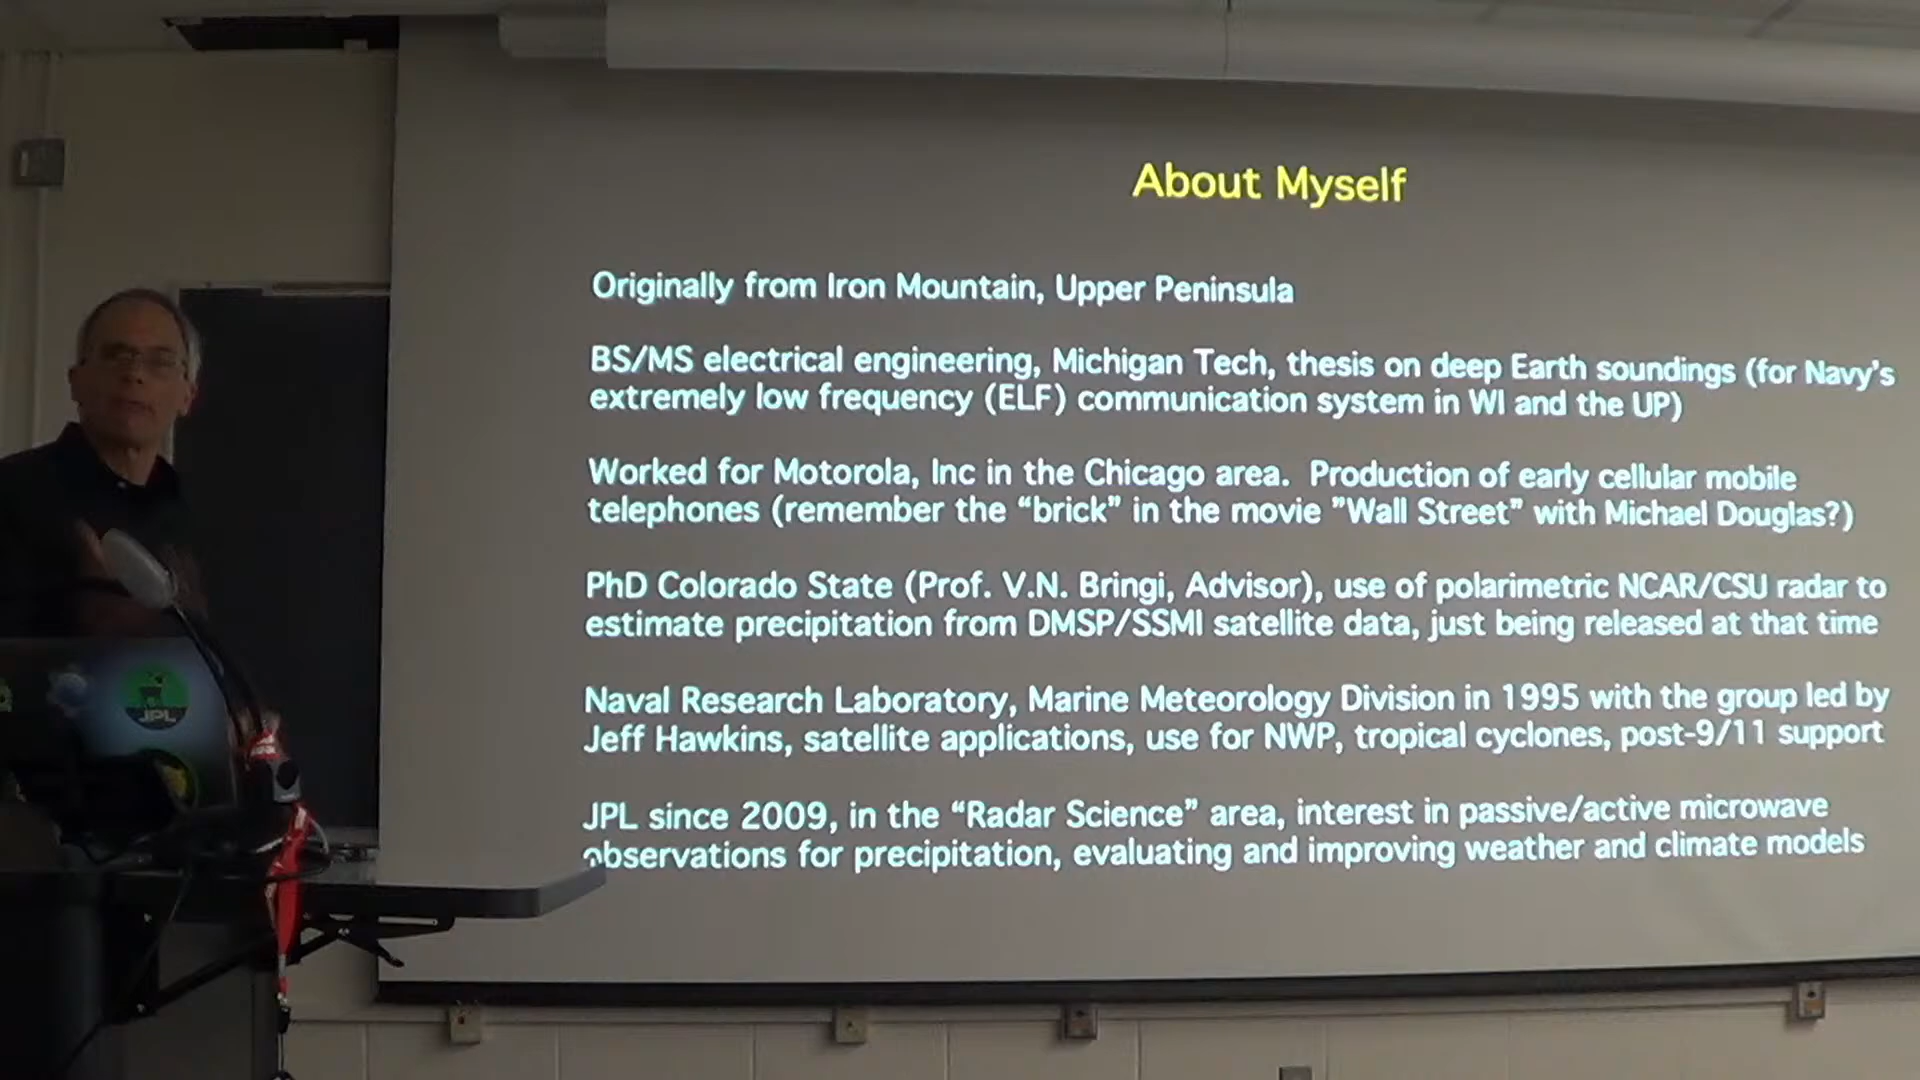 About Myself
Originally from Iron Mountain, Upper Peninsula
BS/MS electrical engineering, Michigan Tech, thesis on deep Earth soundings (for Navy's
extremely low frequency (ELF) communication system in WI and the UP)
Worked for Motorola, Inc in the Chicago area. Production of early cellular mobile
telephones (remember the “brick” in the movie ”Wall Street” with Michael Douglas?)
PhD Colorado State (Prof. V.N. Bringi, Advisor), use of polarimetric NCAR/CSU radar to
estimate precipitation from DMSP/SSMI satellite data, just being released at that time
Naval Research Laboratory, Marine Meteorology Division in 1995 with the group led by
Jeff Hawkins, satellite applications, use for NWP, tropical cyclones, post-9/11 support
JPL since 2009, in the “Radar Science” area, interest in passive/active microwave
observations for precipitation, evaluating and improving weather and climate models
JPL